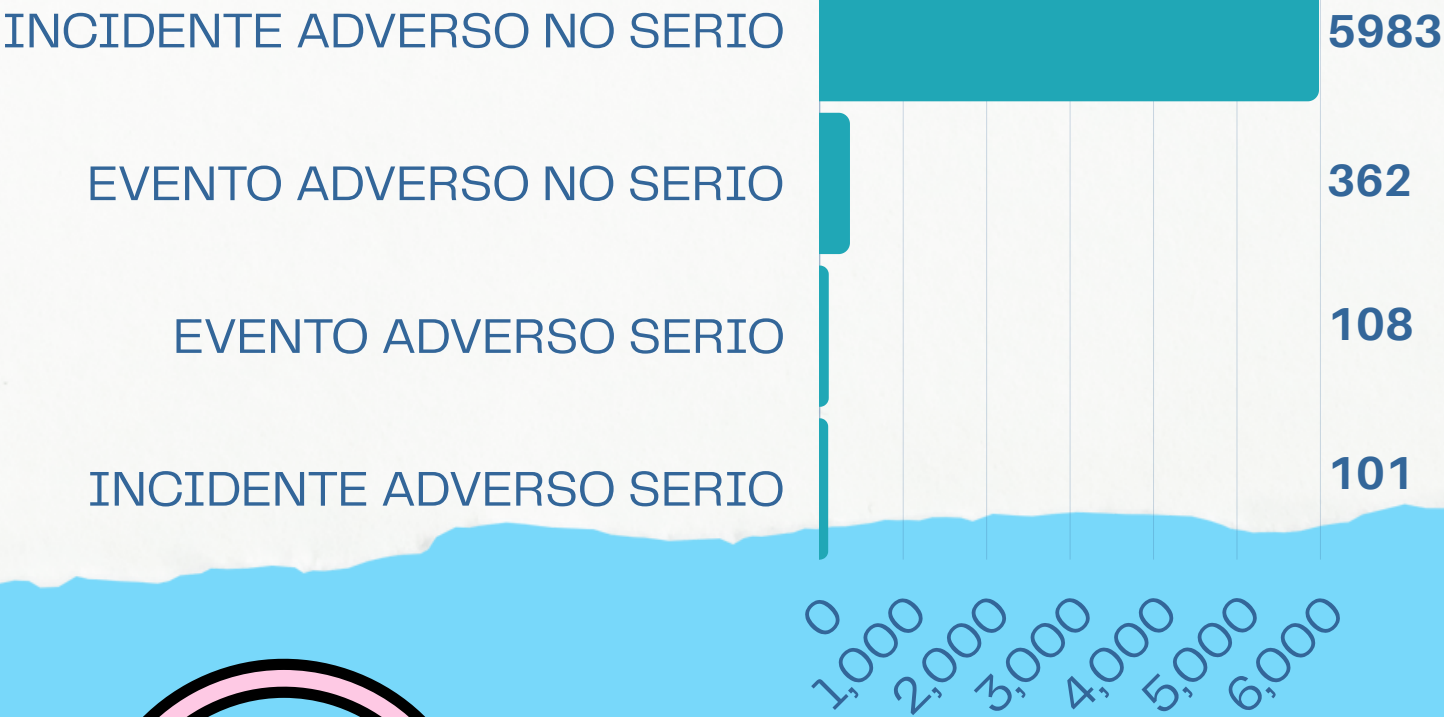 INCIDENTE ADVERSO NO SERIO 5983
EVENTO ADVERSO NO SERIO 362
EVENTO ADVERSO SERIO 108
INCIDENTE ADVERSO SERIO 101
0 1,000 2,000 3,000 4,000 5,000 6,000